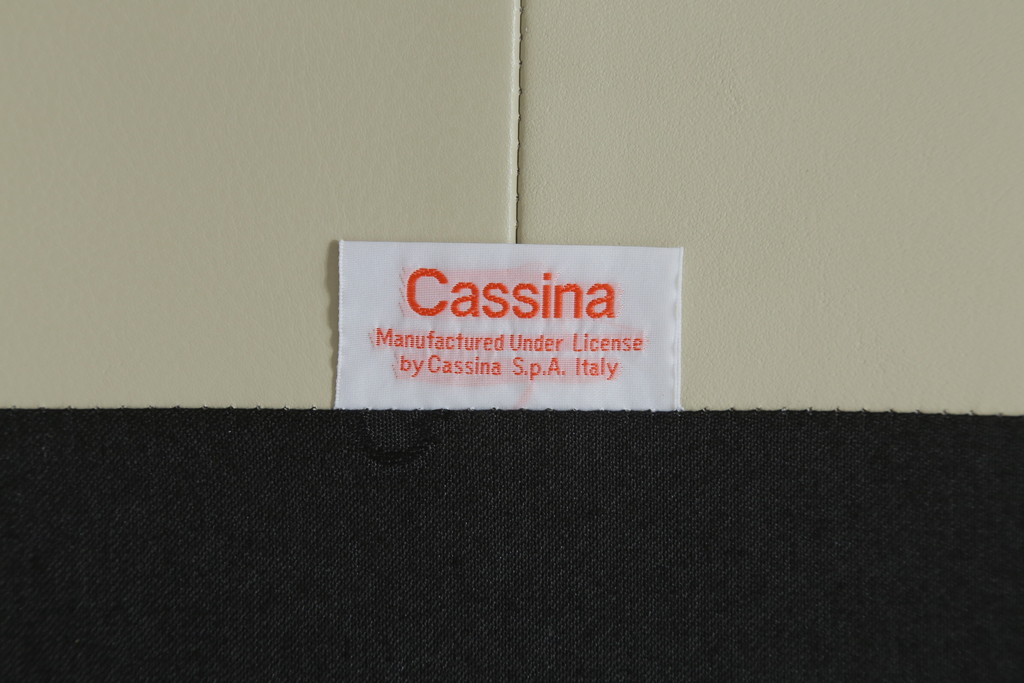 Cassina
Manufactured Under License
by Cassina S.p.A. Italy